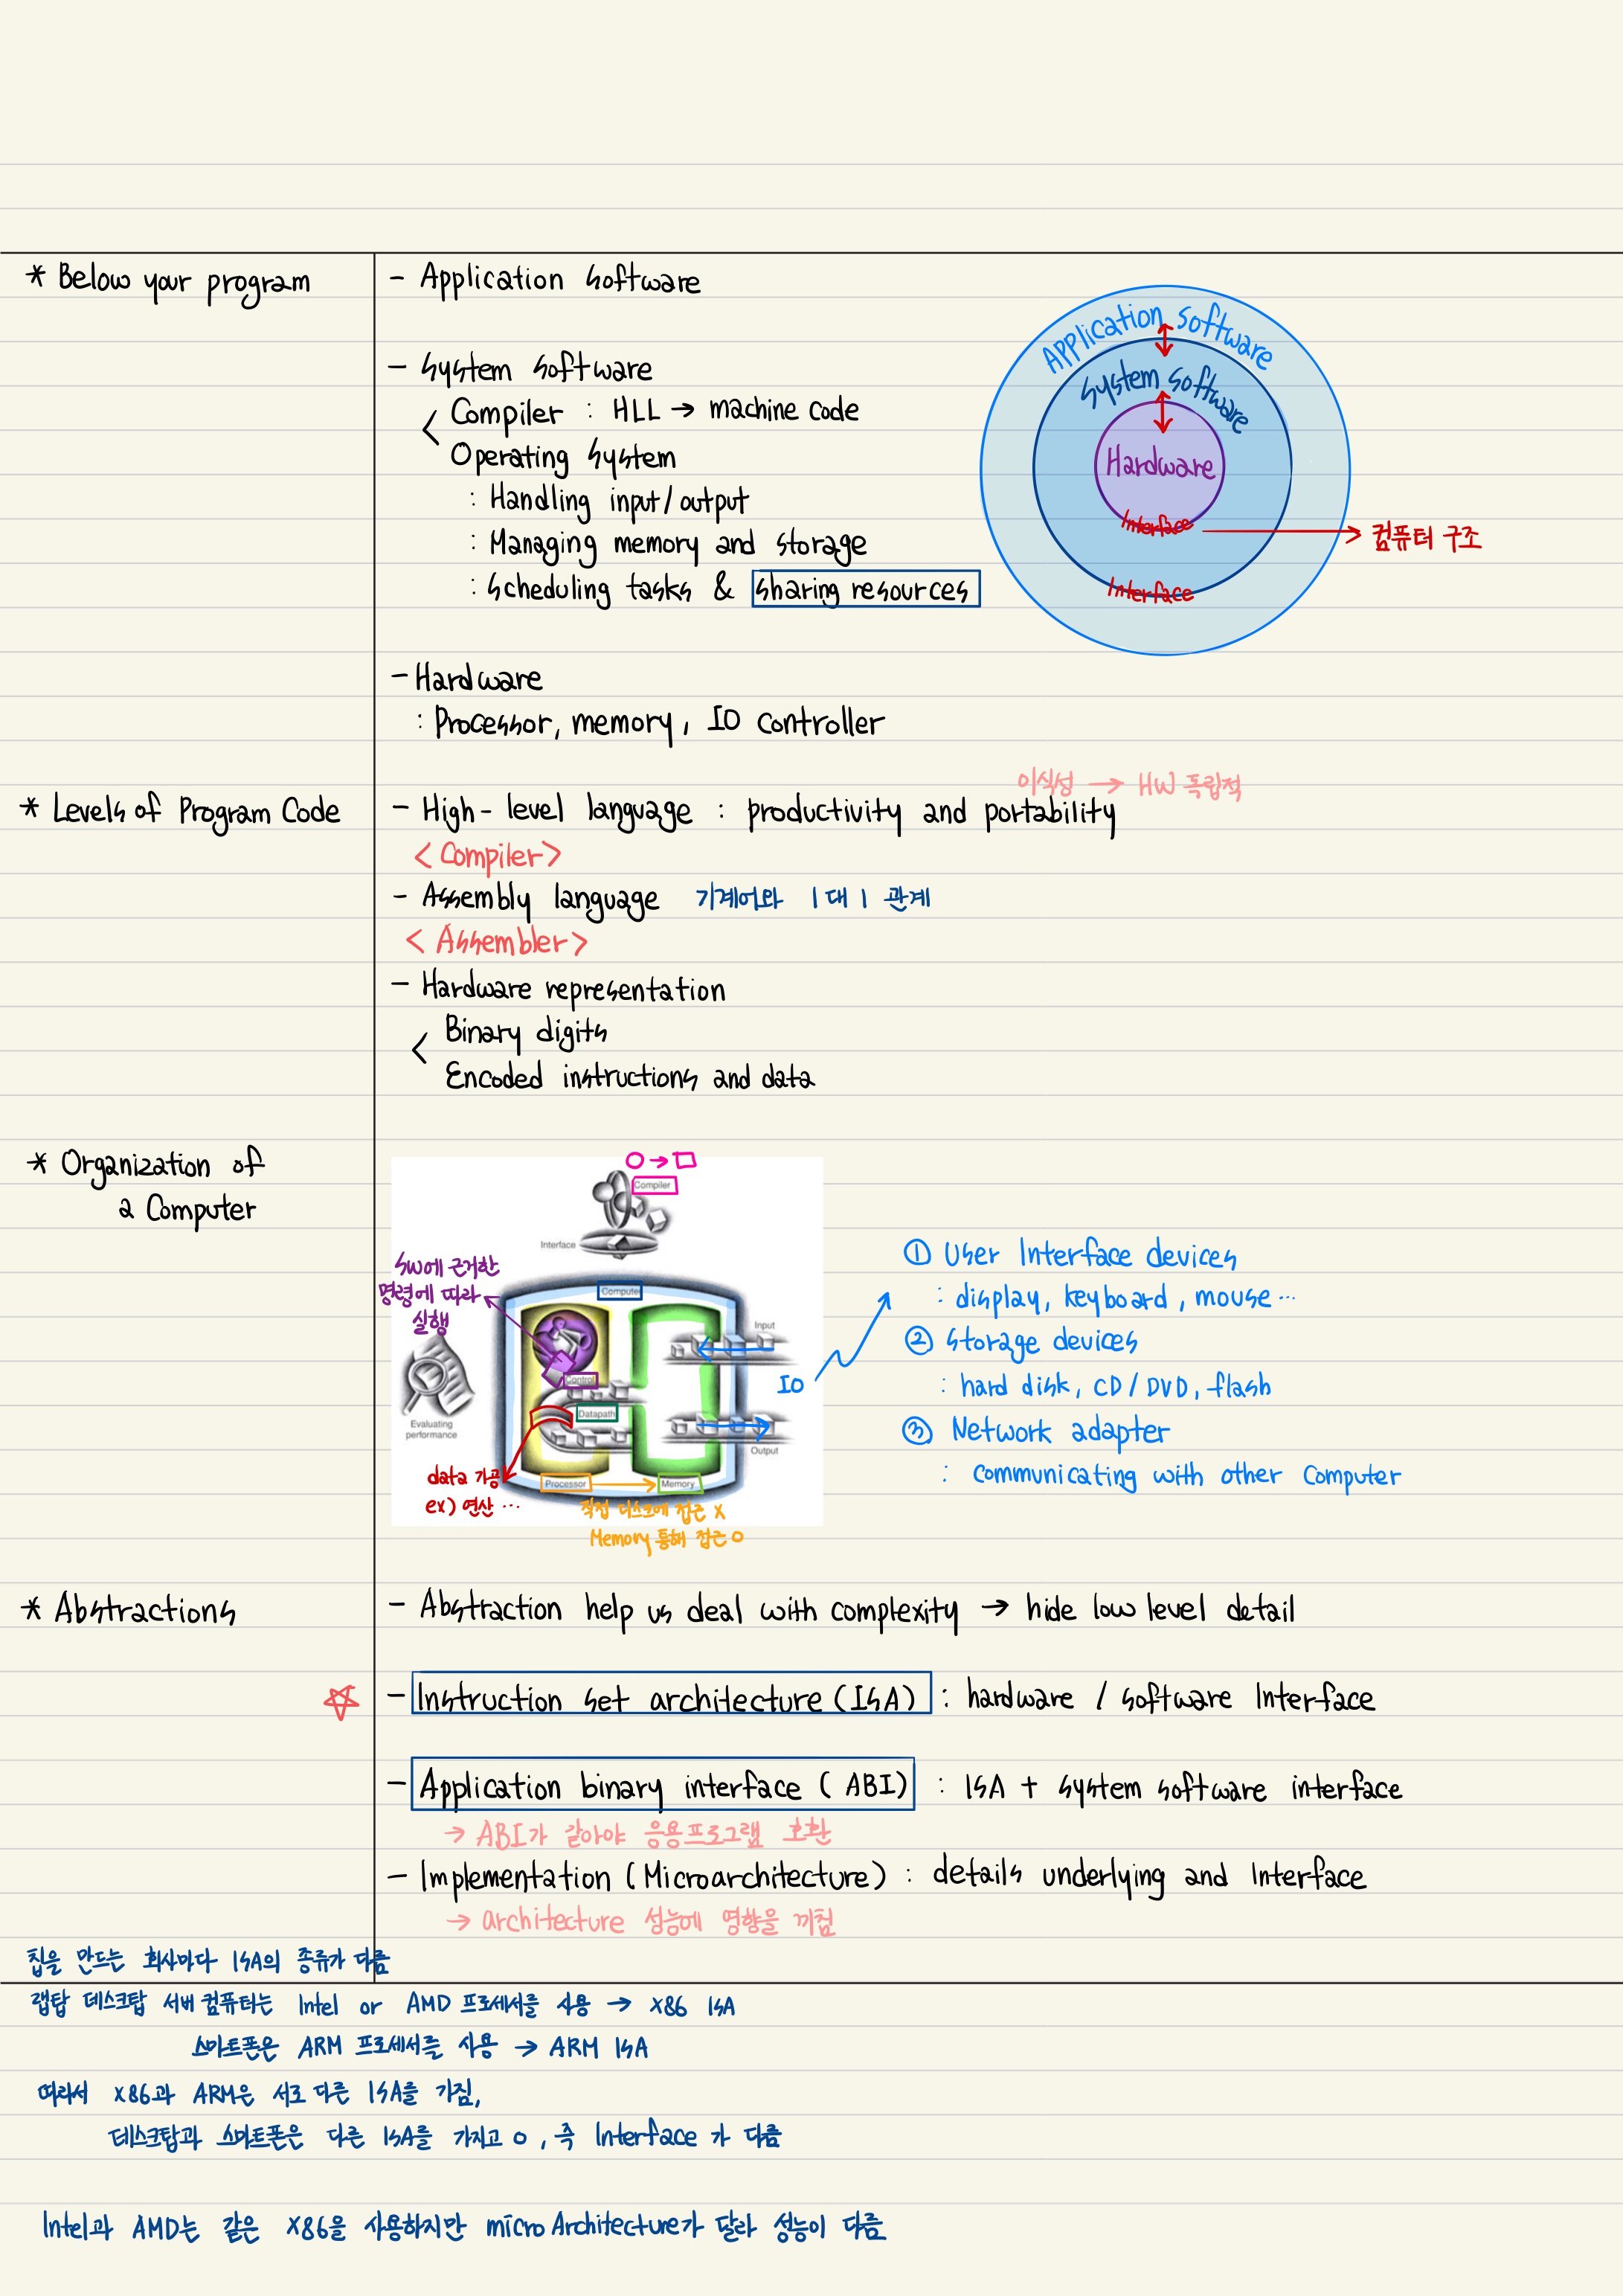 * Below your program
- Application software
- System software
Compiler : HLL → machine code
Operating System
: Handling input/output
: Managing memory and storage
: Scheduling tasks & sharing resources
- Hardware
: Processor, memory, IO controller
Application software
System software
Hardware
Interface → 컴퓨터 구조
Interface
* Levels of Program Code
이식성 → HW 독립적
- High-level language : productivity and portability
< Compiler >
- Assembly language 기계어와 1대1 관계
< Assembler >
- Hardware representation
Binary digits
Encoded instructions and data
* Organization of
a Computer
O → □
Compiler
Interface
SW에 근거한
명령에 따라
실행
Computer
Control
Datapath
Input
IO
Output
Evaluating
performance
data 가공
ex) 연산 …
Processor → Memory
직접 디스크에 접근 X
Memory 통해 접근 O
① User Interface devices
: display, keyboard, mouse …
② Storage devices
: hard disk, CD/DVD, flash
③ Network adapter
: communicating with other computer
* Abstractions
- Abstraction help us deal with complexity → hide low level detail
☆ - Instruction set architecture (ISA) : hardware / software Interface
- Application binary interface (ABI) : ISA + system software interface
→ ABI가 같아야 응용프로그램 호환
- Implementation (Microarchitecture) : details underlying and Interface
→ architecture 성능에 영향을 끼침
칩을 만드는 회사마다 ISA의 종류가 다름
랩탑 데스크탑 서버 컴퓨터는 Intel or AMD 프로세서를 사용 → x86 ISA
스마트폰은 ARM 프로세서를 사용 → ARM ISA
따라서 x86과 ARM은 서로 다른 ISA를 가짐,
데스크탑과 스마트폰은 다른 ISA를 가지고 o, 즉 Interface가 다름
Intel과 AMD는 같은 X86을 사용하지만 micro Architecture가 달라 성능이 다름